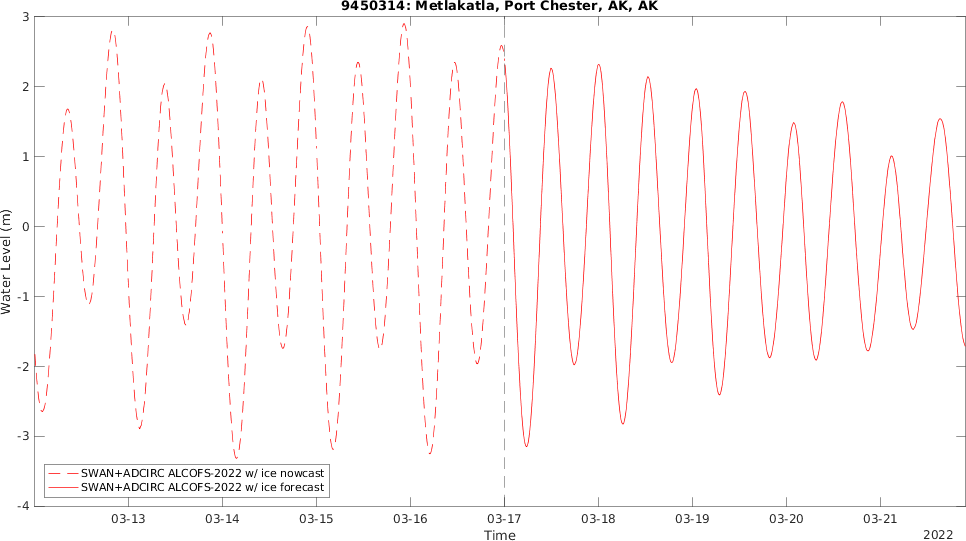 9450314: Metlakatla, Port Chester, AK, AK
Water Level (m)
3
2
1
0
-1
-2
-3
-4
SWAN+ADCIRC ALCOFS-2022 w/ ice nowcast
SWAN+ADCIRC ALCOFS-2022 w/ ice forecast
03-13 03-14 03-15 03-16 03-17 03-18 03-19 03-20 03-21
Time
2022